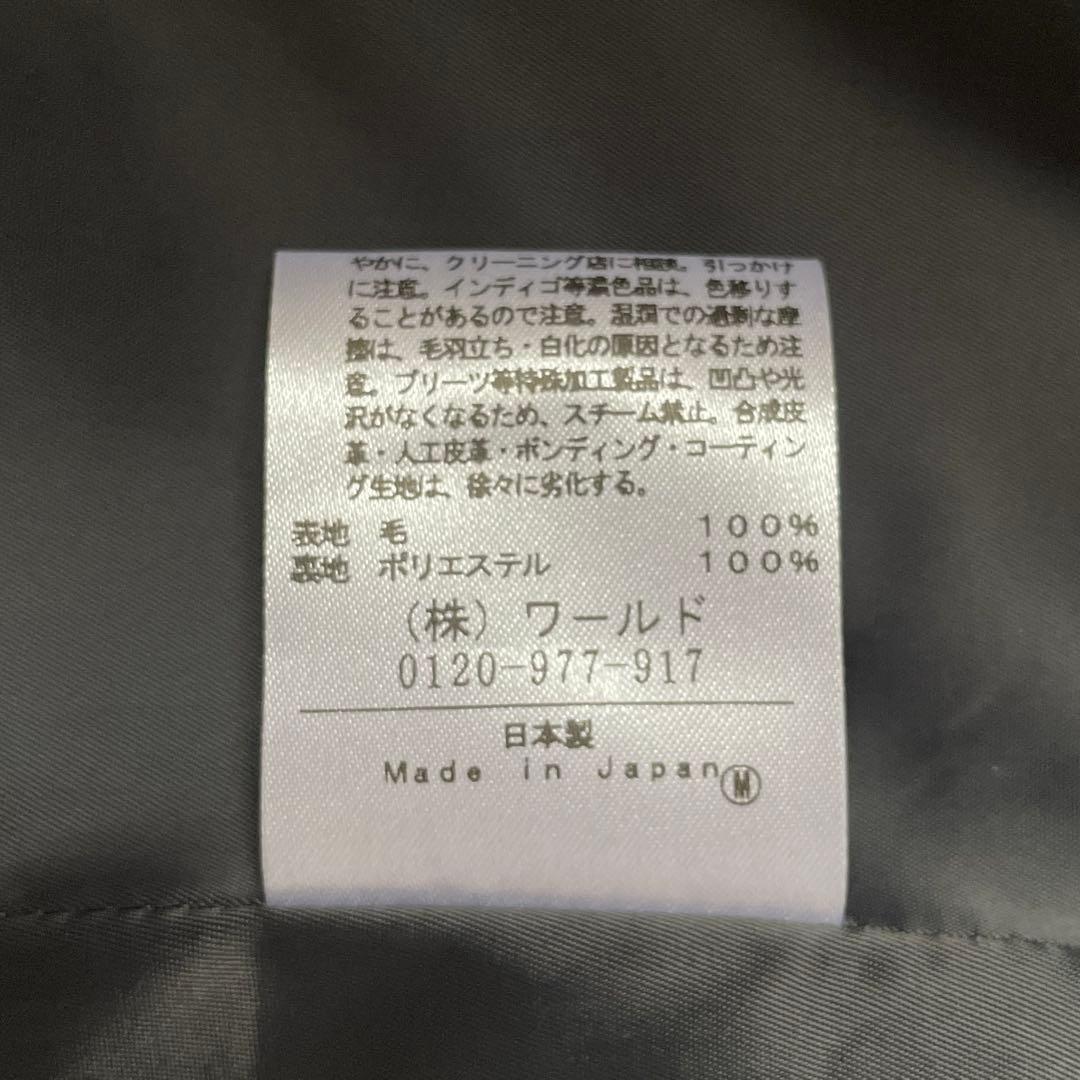 やかに、クリーニング店に相談。引っかけ
に注意。インディゴ等濃色品は、色移りす
ることがあるので注意。湿潤での過剰な摩
擦は、毛羽立ち・白化の原因となるため注
意。プリーツ等特殊加工製品は、凹凸や光
沢がなくなるため、スチーム禁止。合成皮
革・人工皮革・ボンディング・コーティン
グ生地は、徐々に劣化する。
表地 毛 100%
裏地 ポリエステル 100%
(株) ワールド
0120-977-917
日本製
Made in Japan Ⓜ